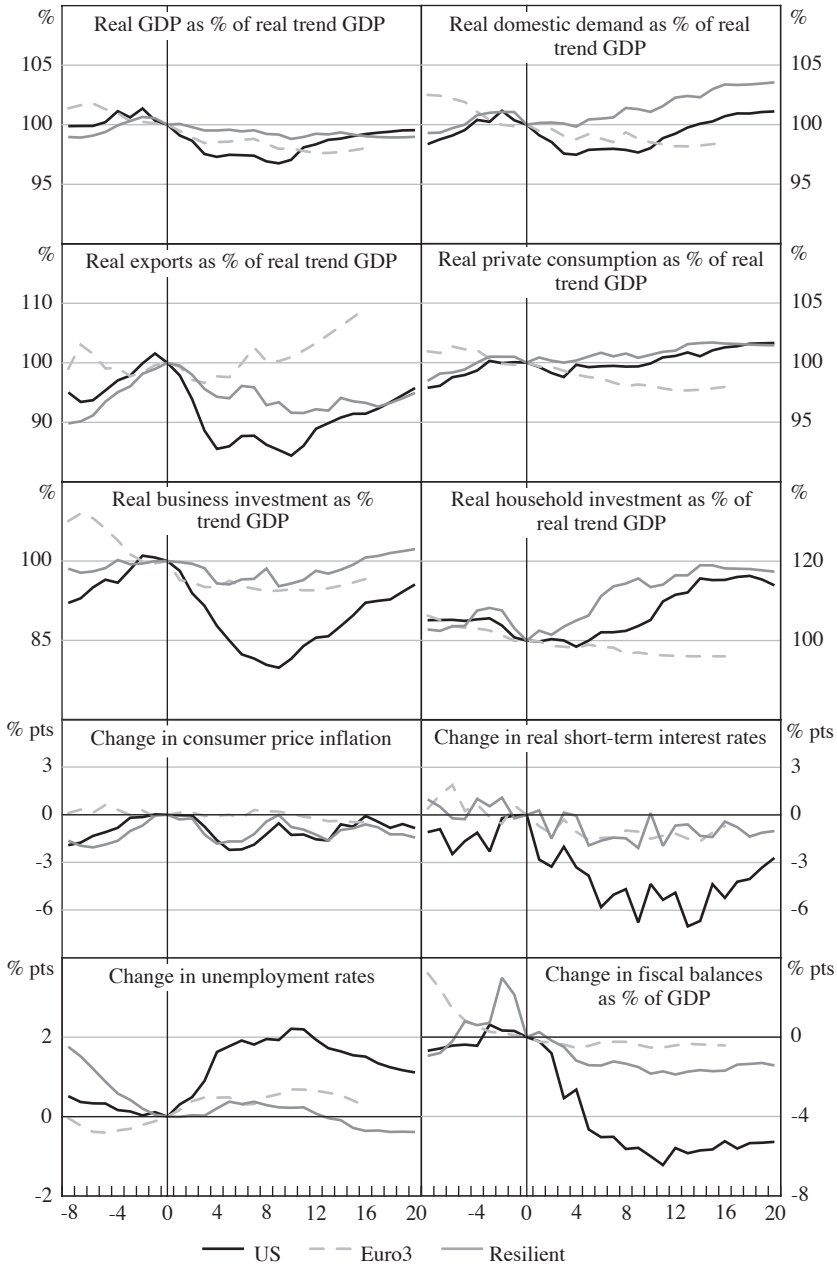 %
Real GDP as % of real trend GDP
105
100
95
Real domestic demand as % of real
trend GDP
%
105
100
95
%
Real exports as % of real trend GDP
110
100
90
Real private consumption as % of real
trend GDP
%
105
100
95
%
Real business investment as %
trend GDP
100
85
Real household investment as % of
real trend GDP
%
120
100
% pts
Change in consumer price inflation
3
0
-3
-6
Change in real short-term interest rates
% pts
3
0
-3
-6
% pts
Change in unemployment rates
2
0
-2
-8 -4 0 4 8 12 16 20
Change in fiscal balances
as % of GDP
% pts
0
-4
-8
-4 0 4 8 12 16 20
US Euro3 Resilient